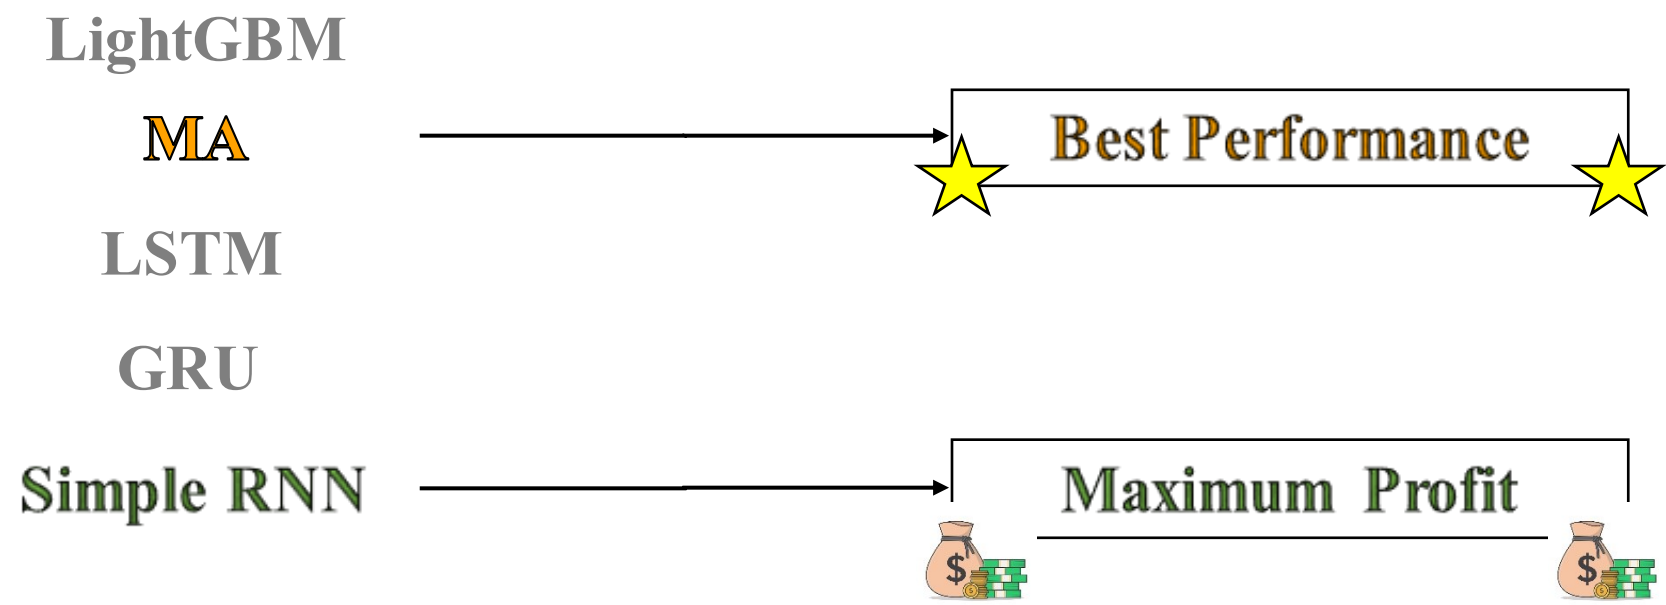 LightGBM
MA
Best Performance
LSTM
GRU
Simple RNN
Maximum Profit
$
$